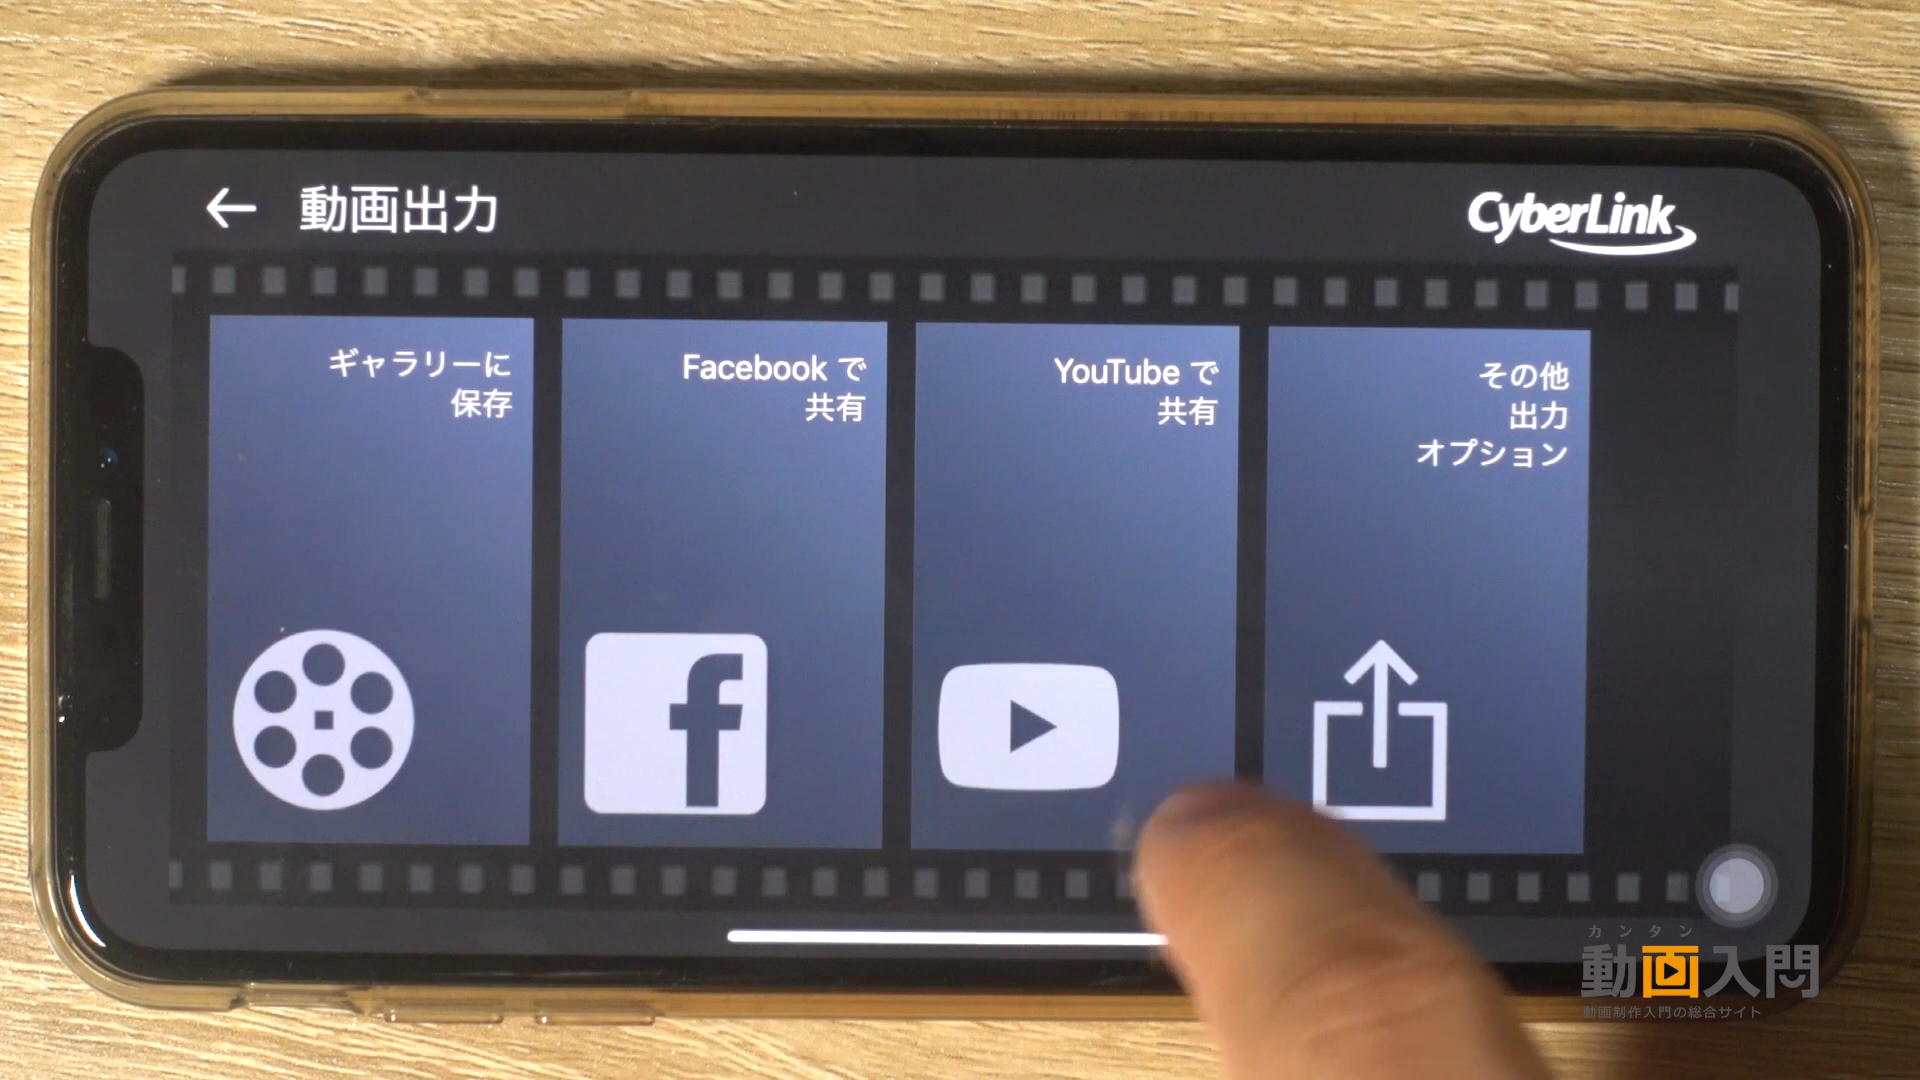 動画出力
CyberLink
ギャラリーに
保存
Facebook で
共有
YouTube で
共有
その他
出力
オプション
カンタン
動画入門
動画制作入門の総合サイト